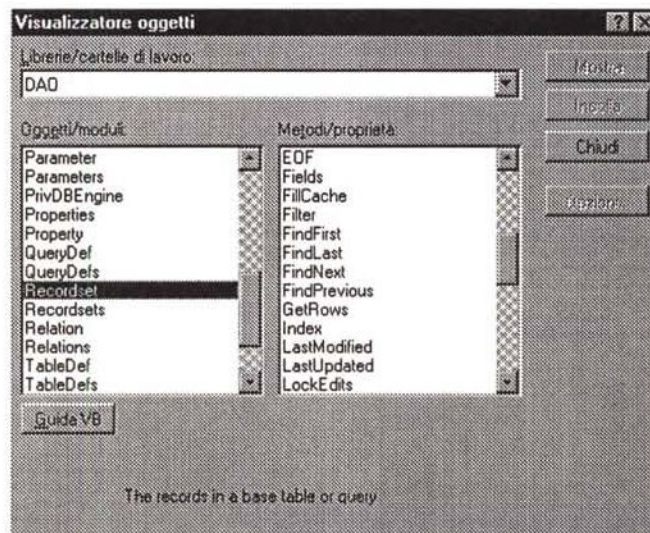 Visualizzatore oggetti
Librerie/cartelle di lavoro:
DAO
Mostra
Incolla
Chiudi
Opzioni...
Oggetti/moduli:
Parameter
Parameters
PrivDBEngine
Properties
Property
QueryDef
QueryDefs
Recordset
Recordsets
Relation
Relations
TableDef
TableDefs
Metodi/proprietà:
EOF
Fields
FillCache
Filter
FindFirst
FindLast
FindNext
FindPrevious
GetRows
Index
LastModified
LastUpdated
LockEdits
Guida VB
The records in a base table or query